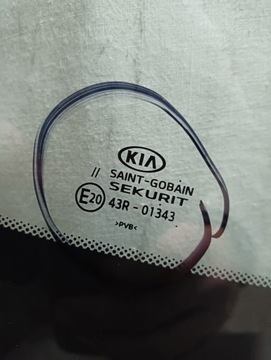 KIA
// SAINT-GOBAIN
SEKURIT
E20 43R - 01343
>PVB<